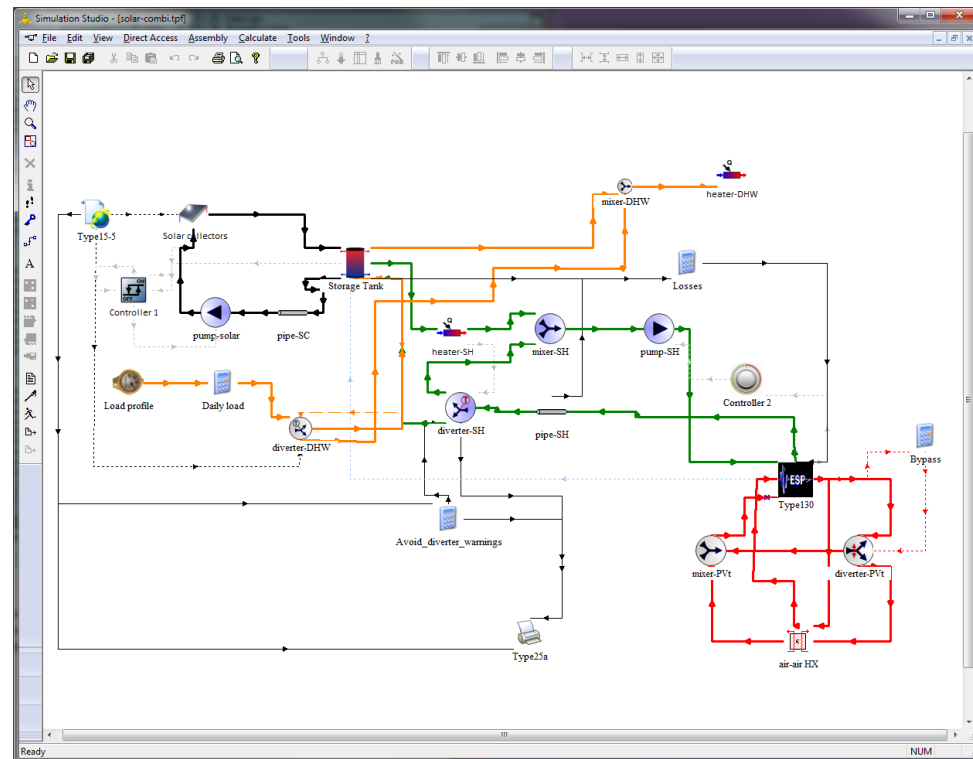 Simulation Studio - [solar-combi.tpf]
File Edit View Direct Access Assembly Calculate Tools Window ?
A
mixer-DHW
heater-DHW
Type15-5
Solar collectors
Storage Tank
Losses
ON
OFF
Controller 1
pump-solar
pipe-SC
heater-SH
mixer-SH
pump-SH
Load profile
Daily load
Controller 2
diverter-DHW
diverter-SH
pipe-SH
Bypass
ESP-r
Type130
Avoid_diverter_warnings
mixer-PVt
diverter-PVt
Type25a
air-air HX
Ready
NUM